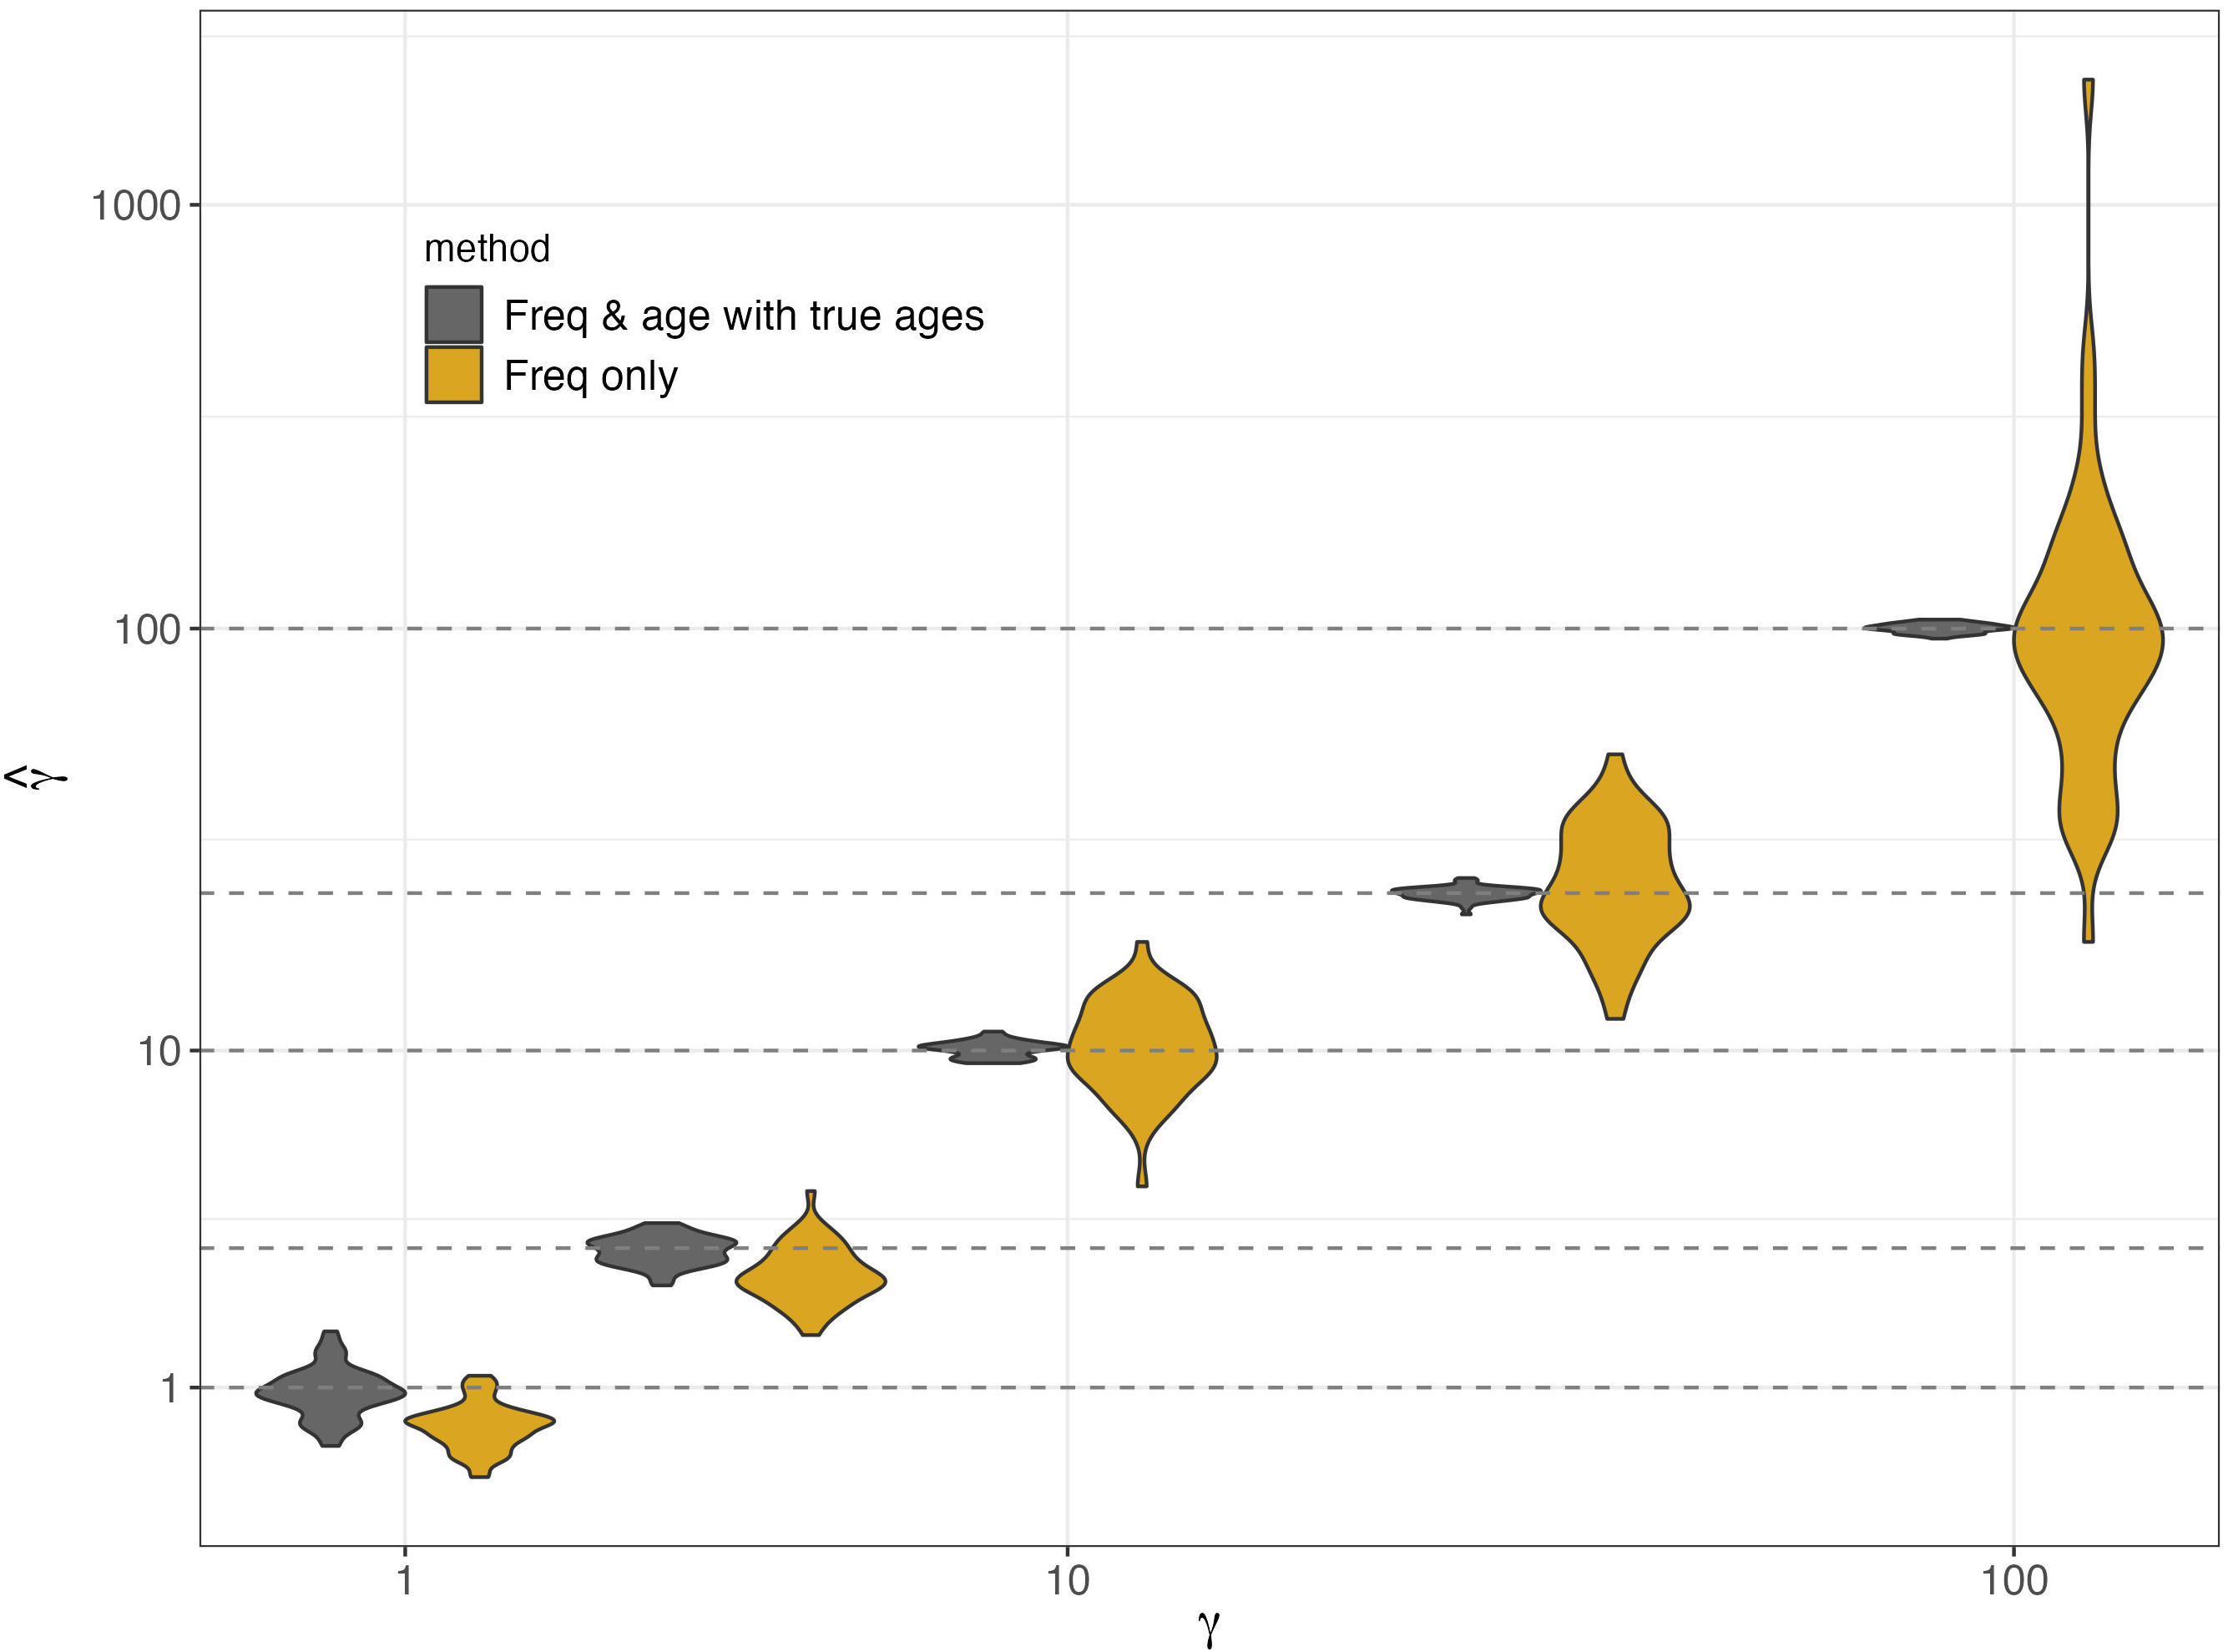 1000
method
Freq & age with true ages
Freq only
100
γ̂
10
1
1
10
100
γ